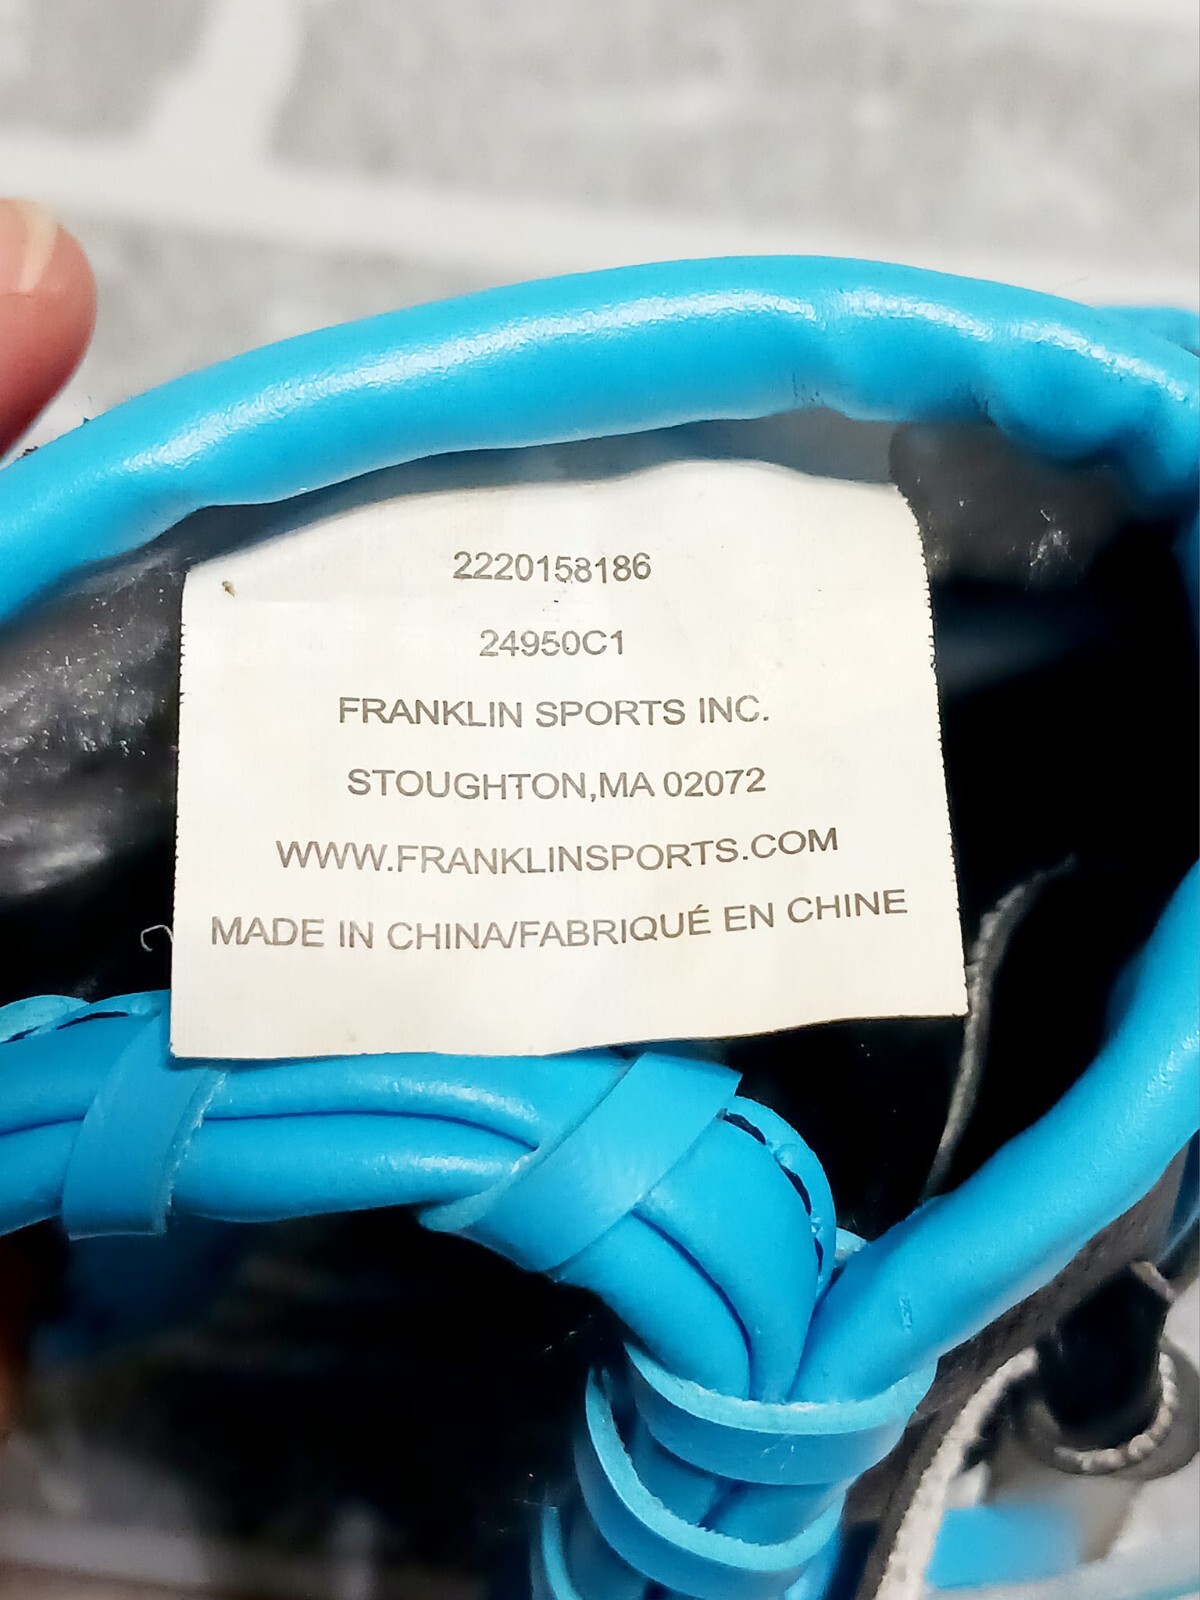 2220158186
24950C1
FRANKLIN SPORTS INC.
STOUGHTON,MA 02072
WWW.FRANKLINSPORTS.COM
MADE IN CHINA/FABRIQUÉ EN CHINE